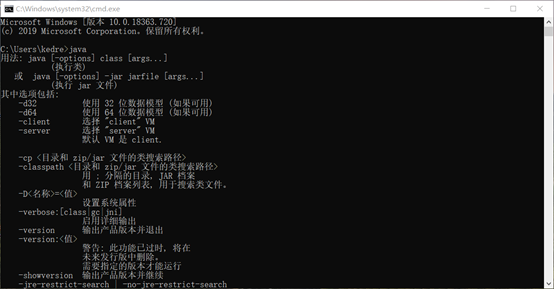 C:\Windows\system32\cmd.exe
Microsoft Windows [版本 10.0.18363.720]
(c) 2019 Microsoft Corporation。保留所有权利。
C:\Users\kedre>java
用法: java [-options] class [args...]
(执行类)
或  java [-options] -jar jarfile [args...]
(执行 jar 文件)
其中选项包括:
-d32 使用 32 位数据模型 (如果可用)
-d64 使用 64 位数据模型 (如果可用)
-client 选择 "client" VM
-server 选择 "server" VM
默认 VM 是 client.
-cp <目录和 zip/jar 文件的类搜索路径>
-classpath <目录和 zip/jar 文件的类搜索路径>
用 ; 分隔的目录, JAR 档案
和 ZIP 档案列表, 用于搜索类文件。
-D<名称>=<值>
设置系统属性
-verbose:[class|gc|jni]
启用详细输出
-version 输出产品版本并退出
-version:<值>
警告: 此功能已过时, 将在
未来发行版中删除。
需要指定的版本才能运行
-showversion 输出产品版本并继续
-jre-restrict-search | -no-jre-restrict-search